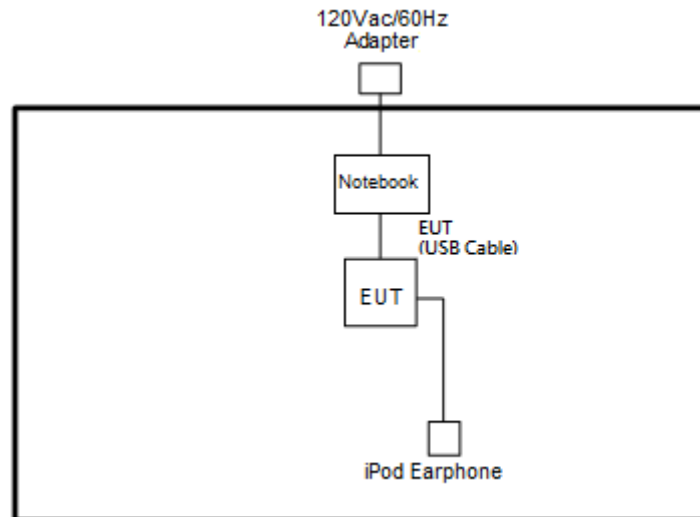 120Vac/60Hz
Adapter
Notebook
EUT
(USB Cable)
EUT
iPod Earphone